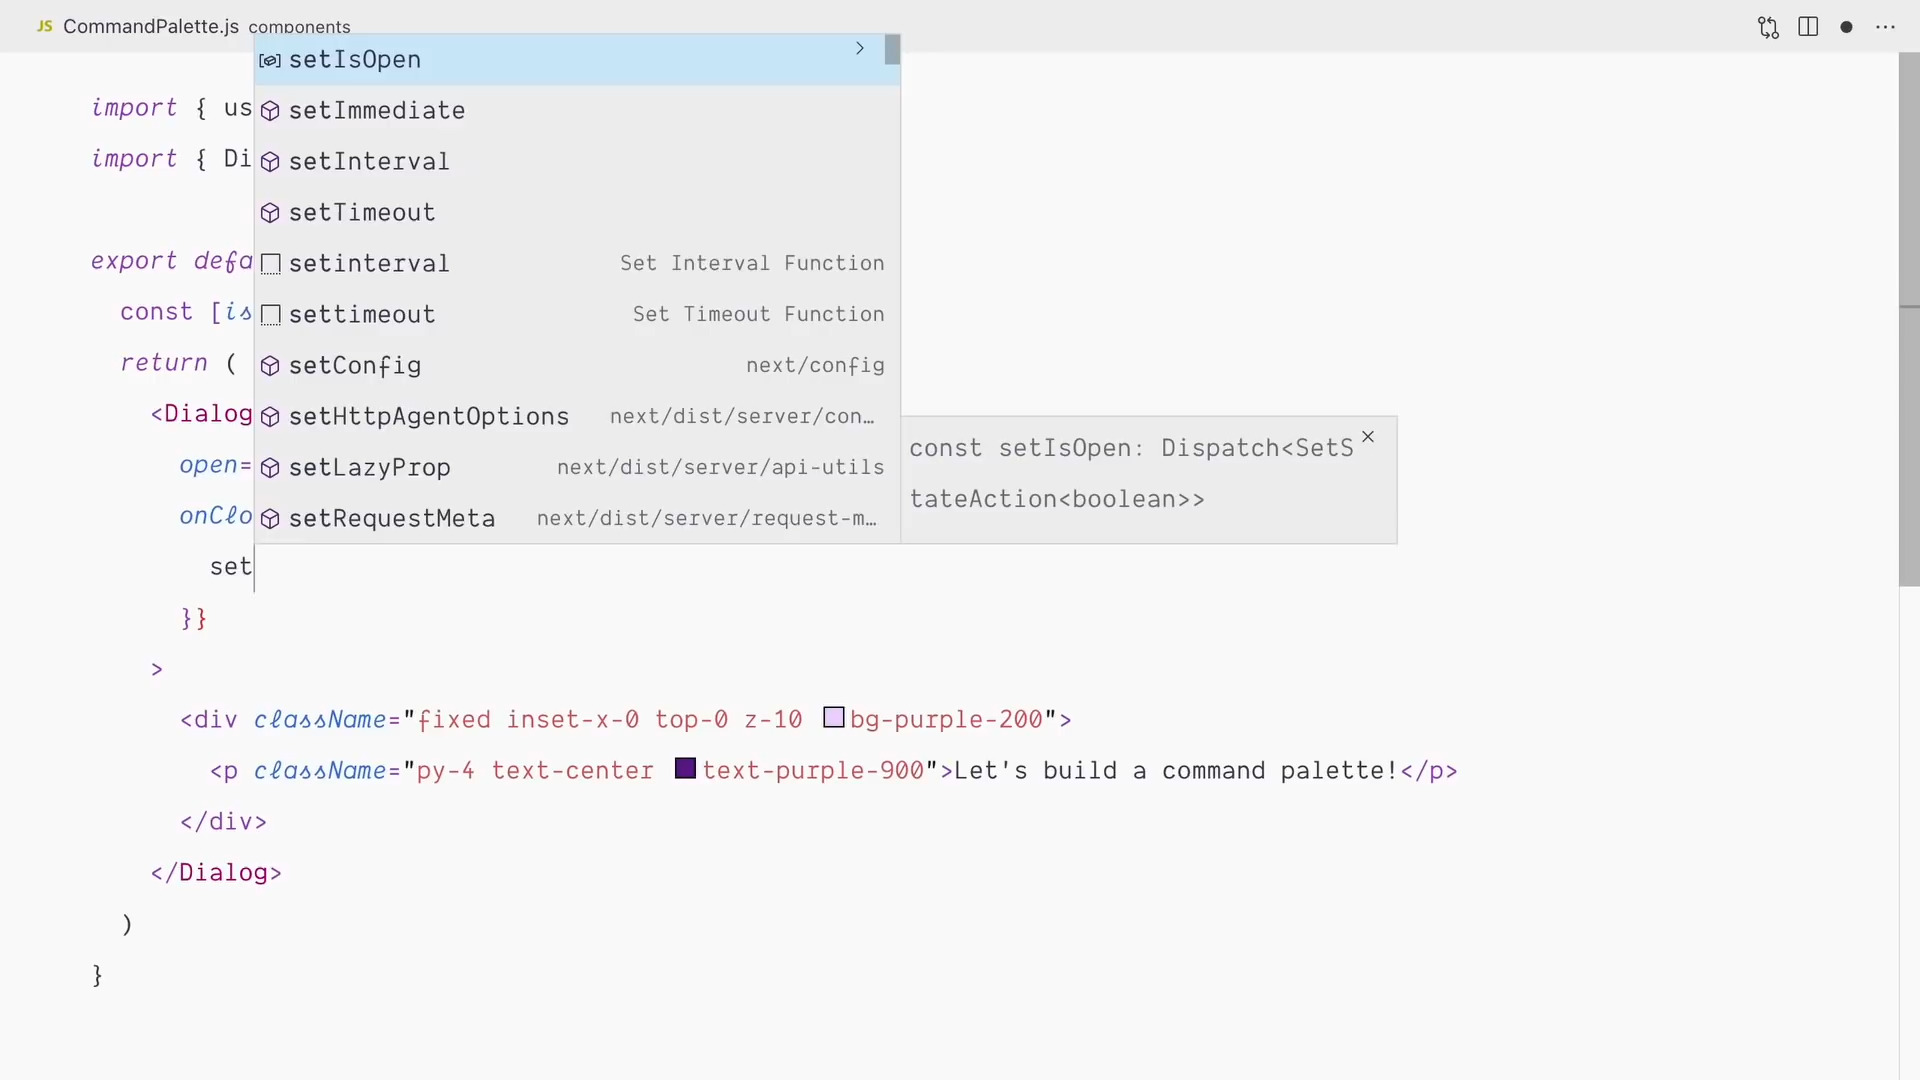 JS CommandPalette.js components
import { us
import { Di
export defa
const [is
return (
<Dialog
open=
onClo
set
}}
>
<div className="fixed inset-x-0 top-0 z-10 bg-purple-200">
<p className="py-4 text-center text-purple-900">Let's build a command palette!</p>
</div>
</Dialog>
)
}
setIsOpen
setImmediate
setInterval
setTimeout
setinterval Set Interval Function
settimeout Set Timeout Function
setConfig next/config
setHttpAgentOptions next/dist/server/con…
setLazyProp next/dist/server/api-utils
setRequestMeta next/dist/server/request-m…
const setIsOpen: Dispatch<SetS
tateAction<boolean>>